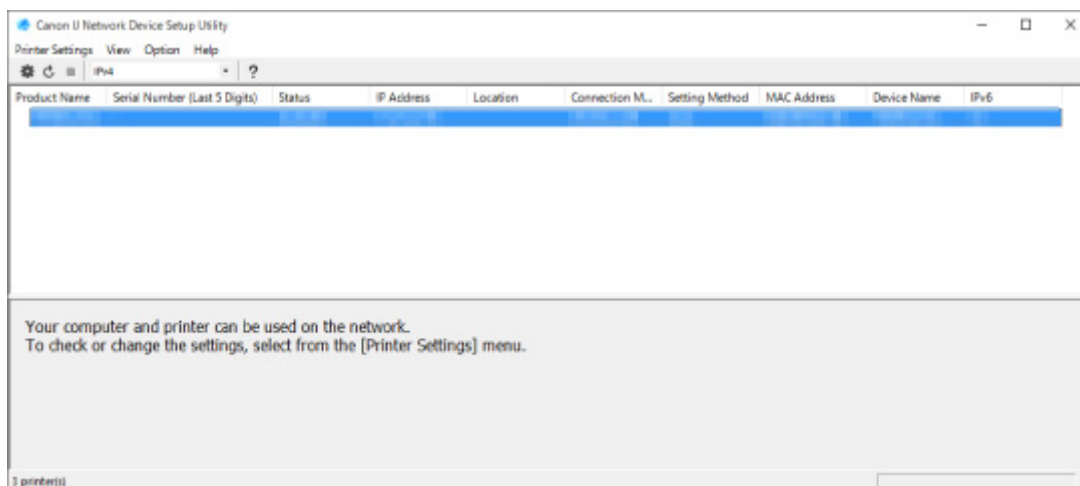 Canon IJ Network Device Setup Utility
Printer Settings View Option Help
IPv4 ?
Product Name Serial Number (Last 5 Digits) Status IP Address Location Connection M... Setting Method MAC Address Device Name IPv6
Your computer and printer can be used on the network.
To check or change the settings, select from the [Printer Settings] menu.
1 printer(s)